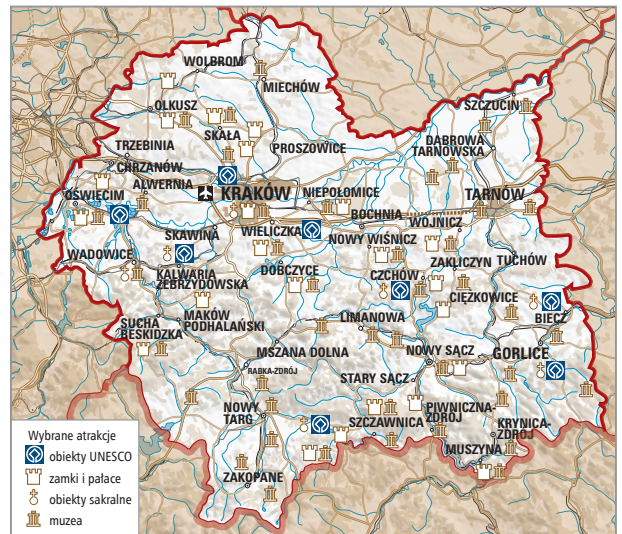 WOLBROM
MIECHÓW
OLKUSZ
SZCZUCIN
SKAŁA
DĄBROWA
TARNOWSKA
TRZEBINIA
PROSZOWICE
CHRZANÓW
ALWERNIA
OŚWIĘCIM
KRAKÓW
NIEPOŁOMICE
TARNÓW
BOCHNIA
WOJNICZ
SKAWINA
WIELICZKA
NOWY WIŚNICZ
WADOWICE
KALWARIA
ZEBRZYDOWSKA
DOBCZYCE
CZCHÓW
ZAKLICZYN
TUCHÓW
CIĘŻKOWICE
MAKÓW
PODHALAŃSKI
SUCHA
BESKIDZKA
LIMANOWA
BIECZ
MSZANA DOLNA
NOWY SĄCZ
GORLICE
RABKA-ZDRÓJ
STARY SĄCZ
NOWY
TARG
SZCZAWNICA
PIWNICZNA-
ZDRÓJ
KRYNICA-
ZDRÓJ
MUSZYNA
ZAKOPANE
Wybrane atrakcje
obiekty UNESCO
zamki i pałace
obiekty sakralne
muzea